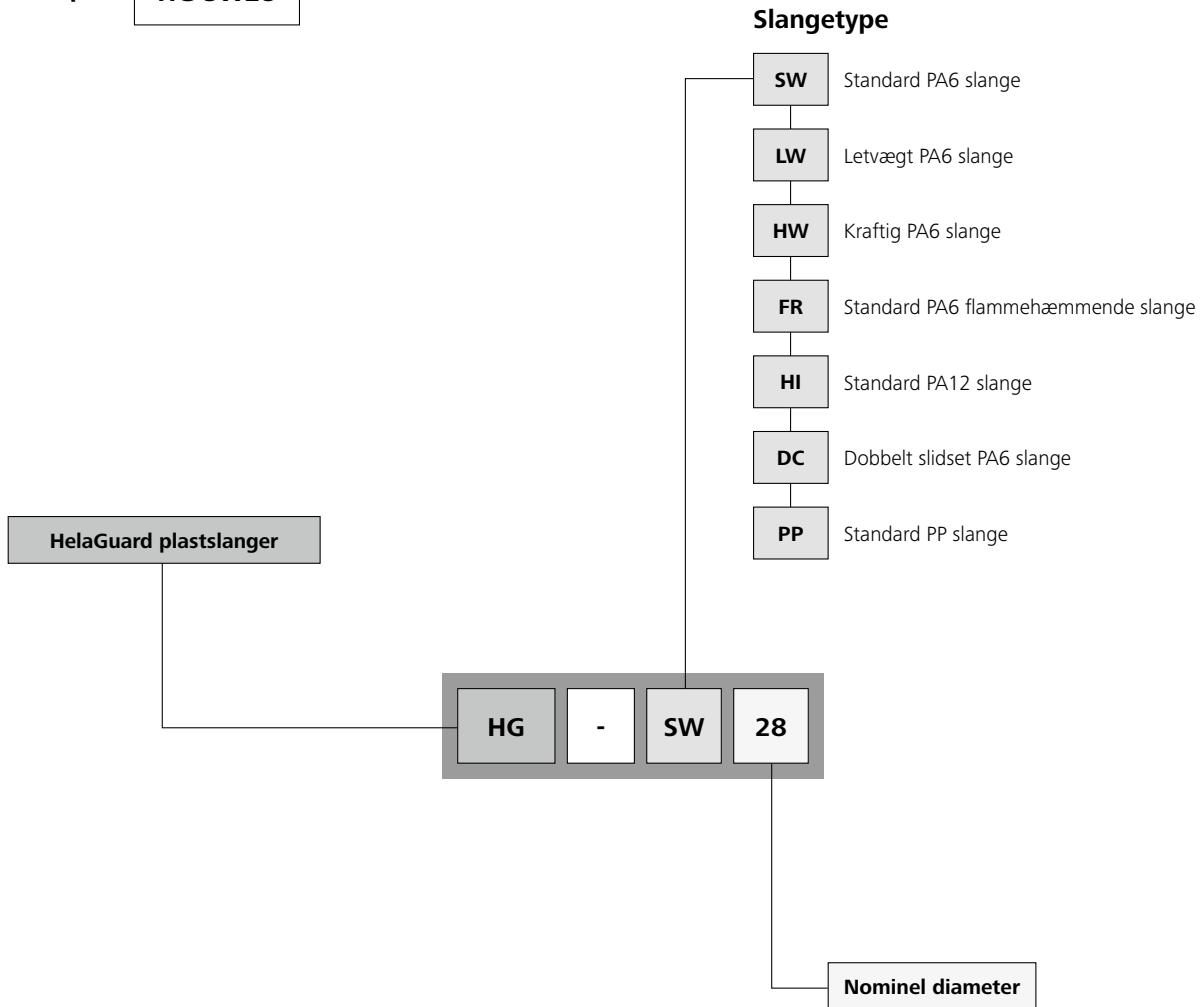 Slangetype
SW Standard PA6 slange
LW Letvægt PA6 slange
HW Kraftig PA6 slange
FR Standard PA6 flammehæmmende slange
HI Standard PA12 slange
DC Dobbelt slidset PA6 slange
PP Standard PP slange
HelaGuard plastslanger
HG - SW 28
Nominel diameter